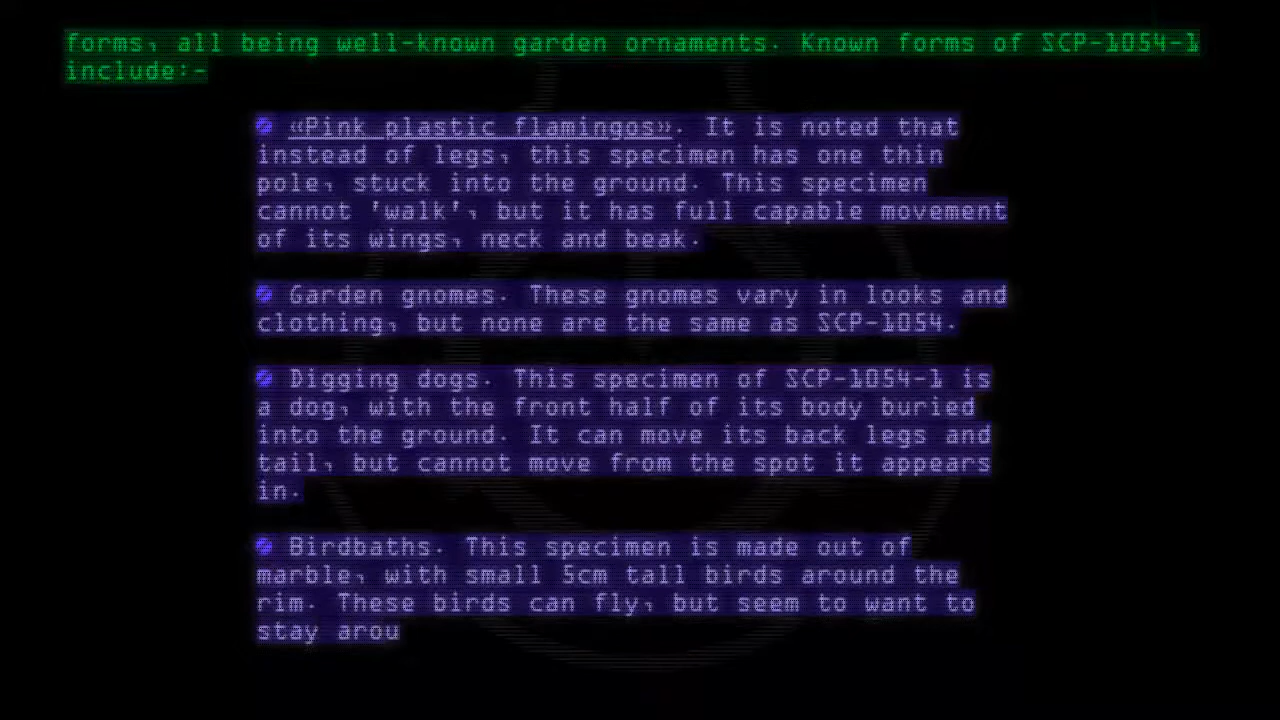 forms, all being well-known garden ornaments. Known forms of SCP-1054-1
include:-
● «Pink plastic flamingos». It is noted that
instead of legs, this specimen has one thin
pole, stuck into the ground. This specimen
cannot 'walk', but it has full capable movement
of its wings, neck and beak.
● Garden gnomes. These gnomes vary in looks and
clothing, but none are the same as SCP-1054.
● Digging dogs. This specimen of SCP-1054-1 is
a dog, with the front half of its body buried
into the ground. It can move its back legs and
tail, but cannot move from the spot it appears
in.
● Birdbaths. This specimen is made out of
marble, with small 5cm tall birds around the
rim. These birds can fly, but seem to want to
stay arou